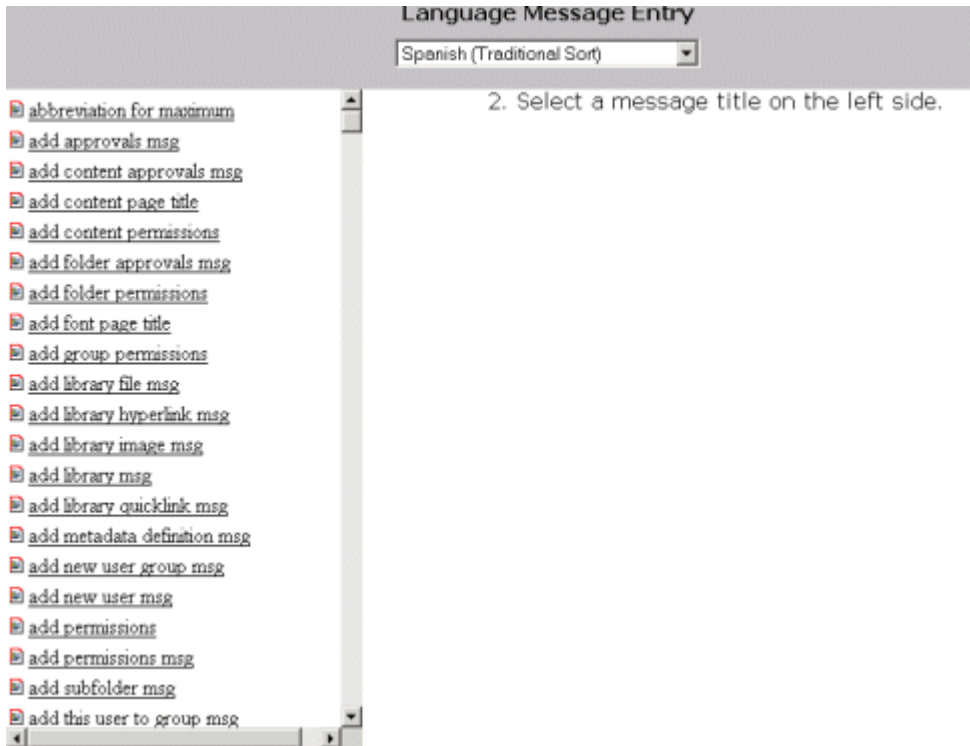 Language Message Entry
Spanish (Traditional Sort)
2. Select a message title on the left side.
abbreviation for maximum
add approvals msg
add content approvals msg
add content page title
add content permissions
add folder approvals msg
add folder permissions
add font page title
add group permissions
add library file msg
add library hyperlink msg
add library image msg
add library msg
add library quicklink msg
add metadata definition msg
add new user group msg
add new user msg
add permissions
add permissions msg
add subfolder msg
add this user to group msg